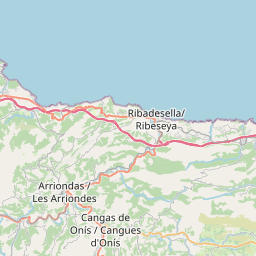 Ribadesella/
Ribeseya
Arriondas /
Les Arriondes
Cangas de
Onís / Cangues
d'Onís